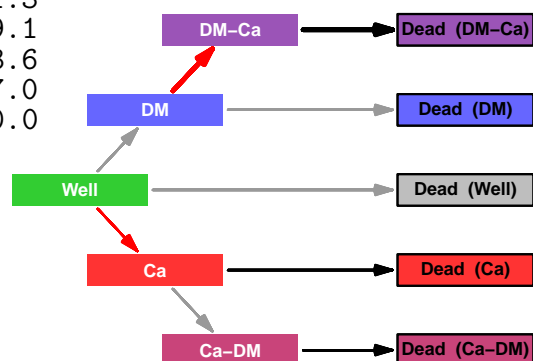 DM−Ca Dead (DM−Ca)
DM Dead (DM)
Well Dead (Well)
Ca Dead (Ca)
Ca−DM Dead (Ca−DM)